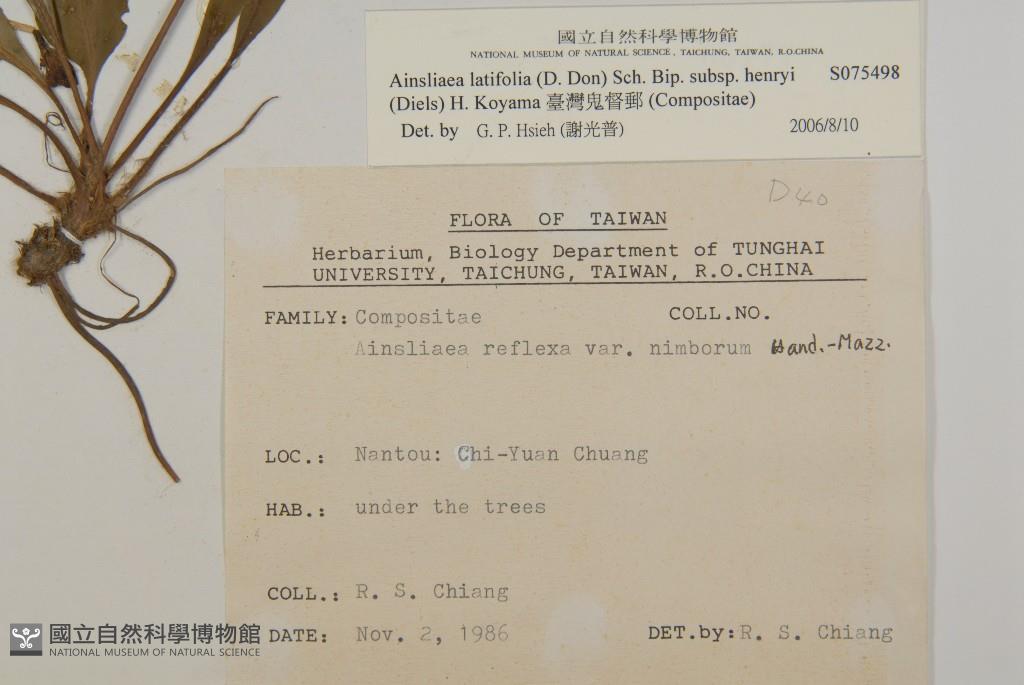 國立自然科學博物館
NATIONAL MUSEUM OF NATURAL SCIENCE, TAICHUNG, TAIWAN, R.O.CHINA
Ainsliaea latifolia (D. Don) Sch. Bip. subsp. henryi S075498
(Diels) H. Koyama 臺灣鬼督郵 (Compositae)
Det. by G. P. Hsieh (謝光普) 2006/8/10
D40
FLORA OF TAIWAN
Herbarium, Biology Department of TUNGHAI
UNIVERSITY, TAICHUNG, TAIWAN, R.O.CHINA
FAMILY: Compositae COLL.NO.
Ainsliaea reflexa var. nimborum Hand.-Mazz.
LOC.: Nantou: Chi-Yuan Chuang
HAB.: under the trees
COLL.: R. S. Chiang
DATE: Nov. 2, 1986 DET.by: R. S. Chiang
國立自然科學博物館
NATIONAL MUSEUM OF NATURAL SCIENCE